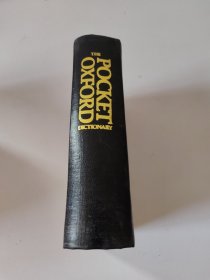 THE
POCKET
OXFORD
DICTIONARY